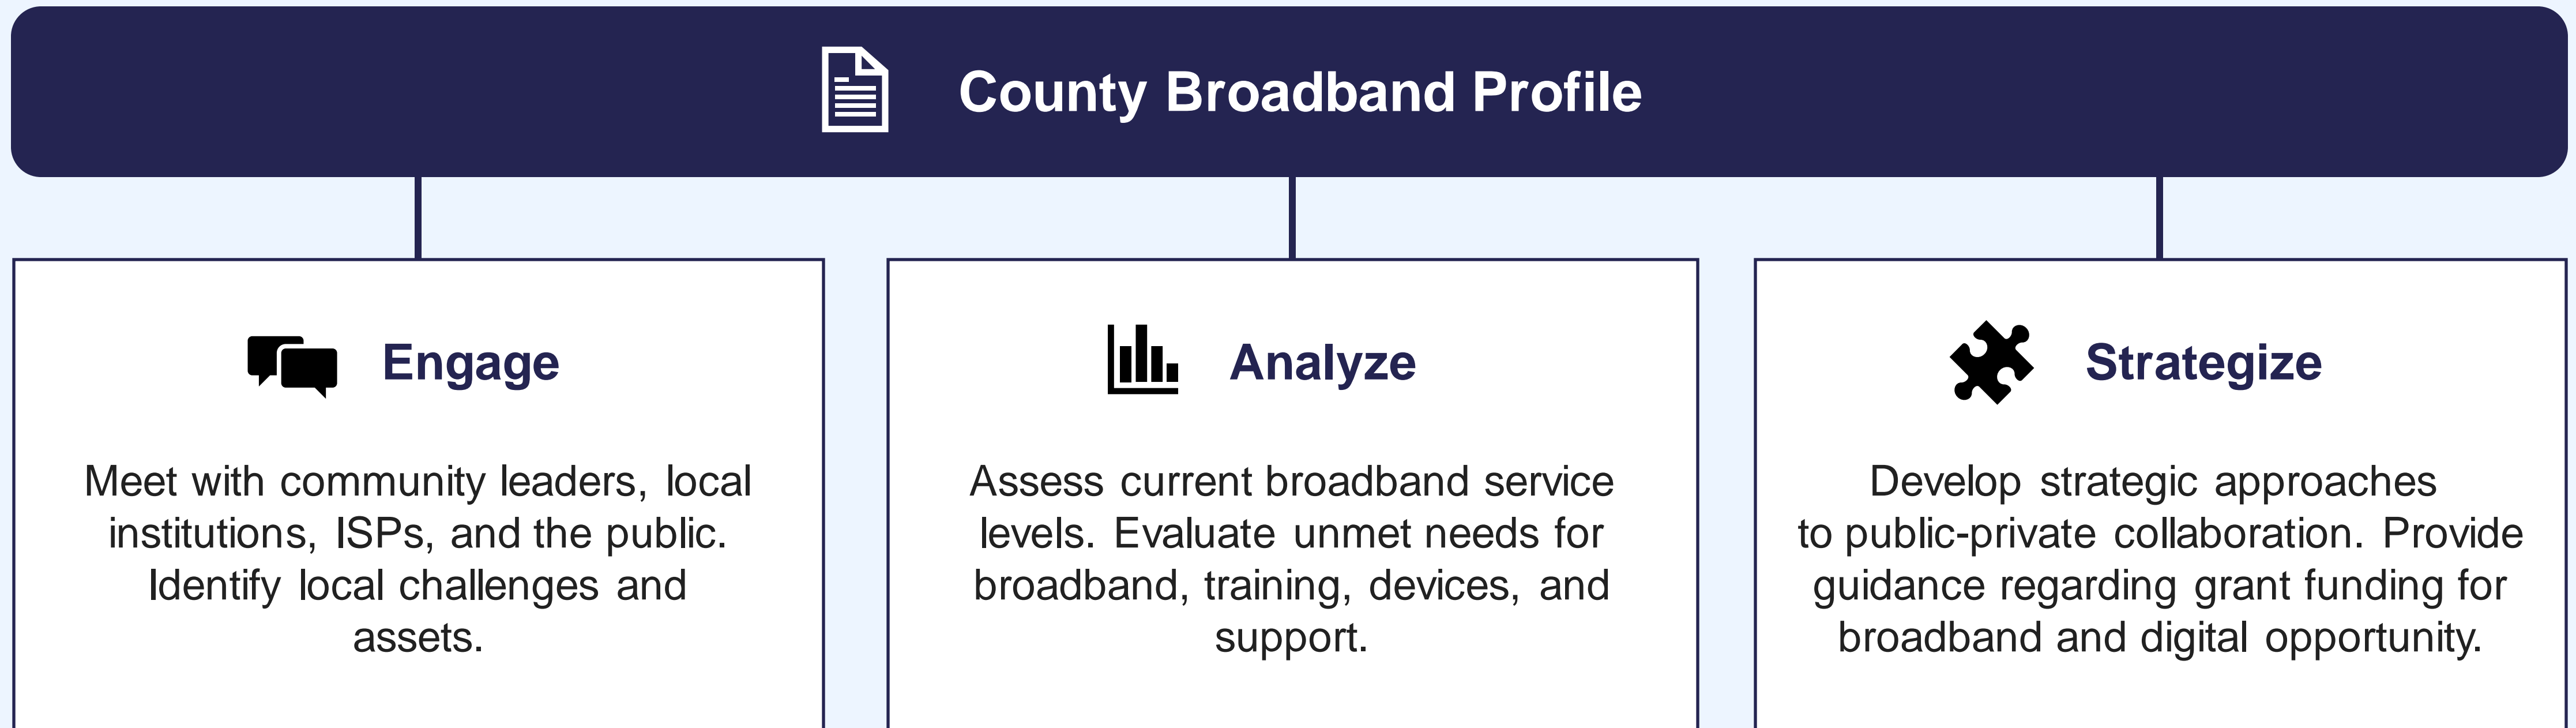 County Broadband Profile
Engage
Meet with community leaders, local
institutions, ISPs, and the public.
Identify local challenges and
assets.
Analyze
Assess current broadband service
levels. Evaluate unmet needs for
broadband, training, devices, and
support.
Strategize
Develop strategic approaches
to public-private collaboration. Provide
guidance regarding grant funding for
broadband and digital opportunity.